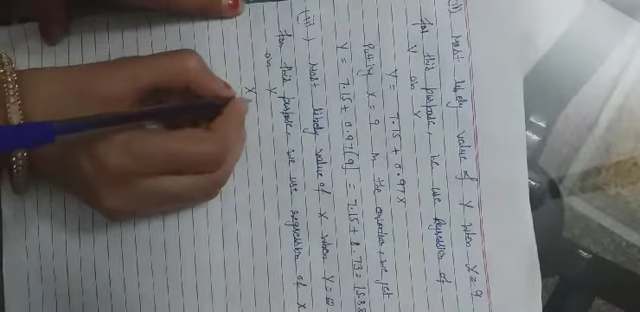 (i) Most likely value of Y when X = 9
for this purpose, we use Regression of
Y on X
Y = 7.15 + 0.97X
Putting X = 9 in the equation, we get
Y = 7.15 + 0.97(9) = 7.15 + 8.73 = 15.88
(ii) Most likely value of X when Y = 10
for this purpose, we use regression of X
on Y
X